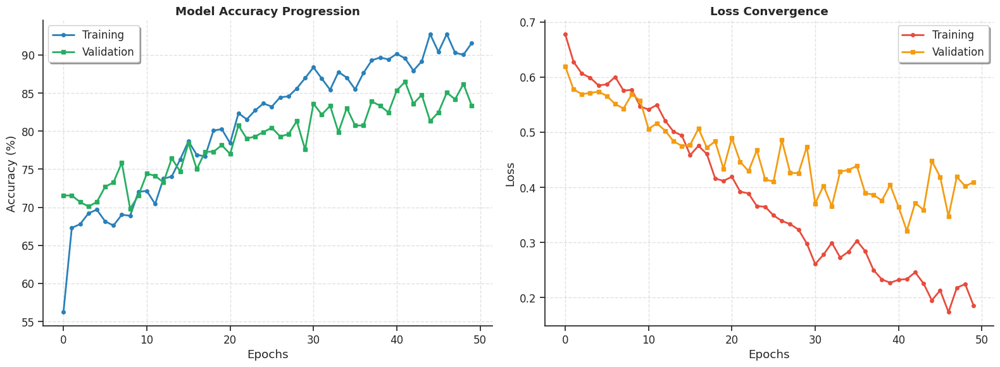 Model Accuracy Progression
Training
Validation
90
85
80
75
70
65
60
55
Accuracy (%)
0 10 20 30 40 50
Epochs
Loss Convergence
Training
Validation
0.7
0.6
0.5
0.4
0.3
0.2
Loss
0 10 20 30 40 50
Epochs